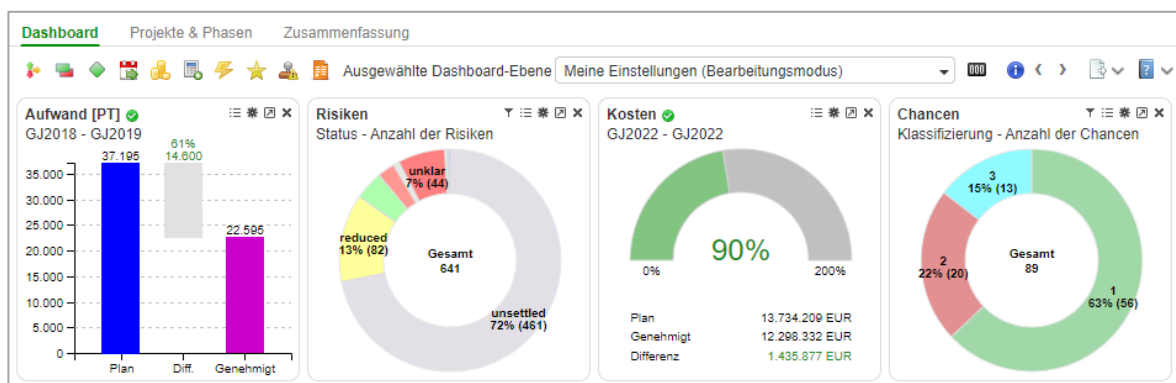 Dashboard Projekte & Phasen Zusammenfassung
Ausgewählte Dashboard-Ebene Meine Einstellungen (Bearbeitungsmodus)
Aufwand [PT]
GJ2018 - GJ2019
61%
37.195 14.600
35.000
30.000
25.000
22.595
20.000
15.000
10.000
5.000
0
Plan Diff. Genehmigt
Risiken
Status - Anzahl der Risiken
unklar
7% (44)
reduced
13% (82)
Gesamt
641
unsettled
72% (461)
Kosten
GJ2022 - GJ2022
90%
0% 200%
Plan 13.734.209 EUR
Genehmigt 12.298.332 EUR
Differenz 1.435.877 EUR
Chancen
Klassifizierung - Anzahl der Chancen
3
15% (13)
2
22% (20)
Gesamt
89
1
63% (56)